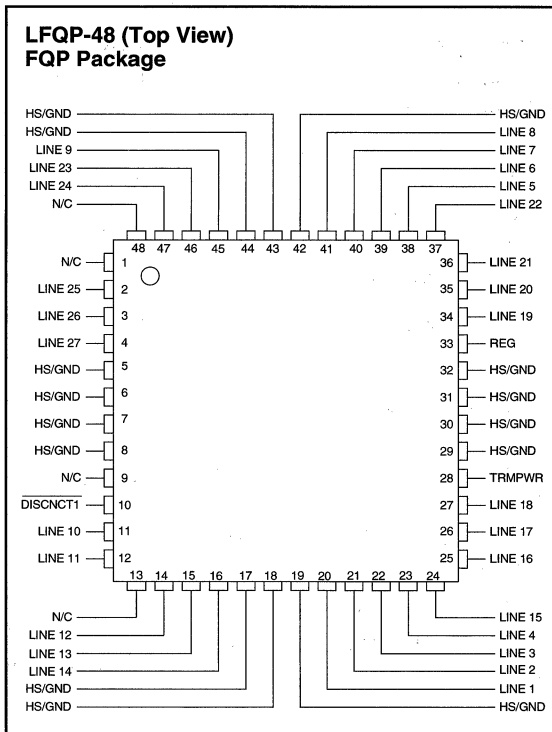 LFQP-48 (Top View)
FQP Package
HS/GND
HS/GND
LINE 9
LINE 23
LINE 24
N/C
HS/GND
LINE 8
LINE 7
LINE 6
LINE 5
LINE 22
48 47 46 45 44 43 42 41 40 39 38 37
N/C 1
LINE 25 2
LINE 26 3
LINE 27 4
HS/GND 5
HS/GND 6
HS/GND 7
HS/GND 8
N/C 9
DISCNCT1 10
LINE 10 11
LINE 11 12
36 LINE 21
35 LINE 20
34 LINE 19
33 REG
32 HS/GND
31 HS/GND
30 HS/GND
29 HS/GND
28 TRMPWR
27 LINE 18
26 LINE 17
25 LINE 16
13 14 15 16 17 18 19 20 21 22 23 24
N/C
LINE 12
LINE 13
LINE 14
HS/GND
HS/GND
LINE 15
LINE 4
LINE 3
LINE 2
LINE 1
HS/GND